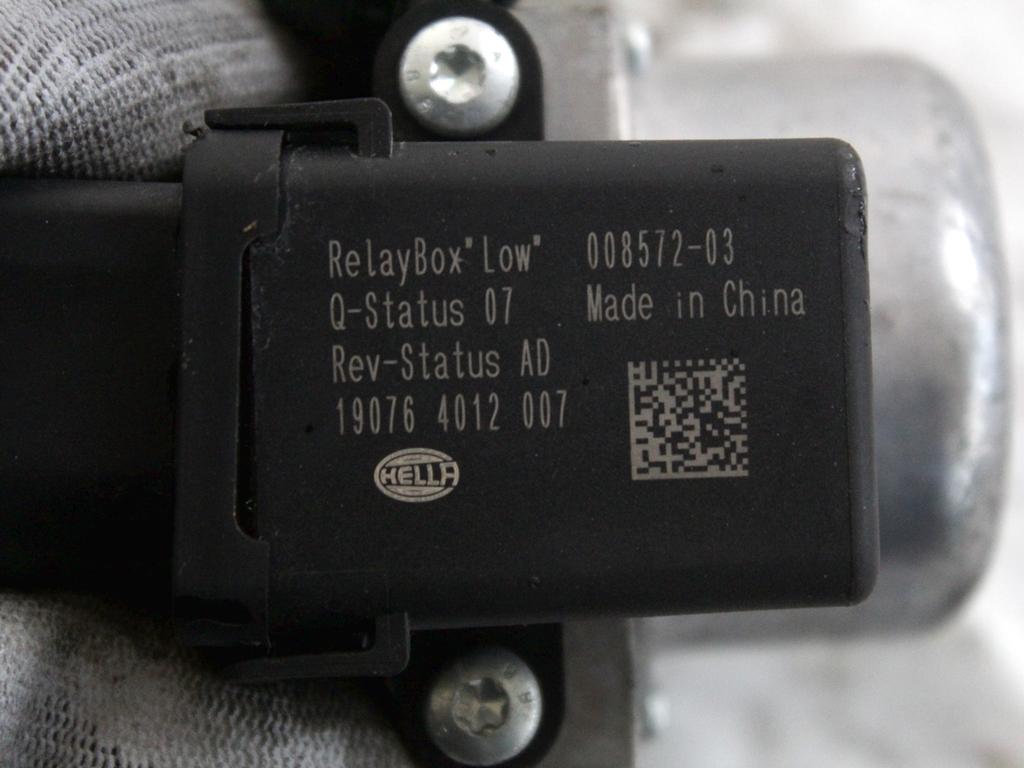 RelayBox"Low" 008572-03
Q-Status 07 Made in China
Rev-Status AD
19076 4012 007
HELLA